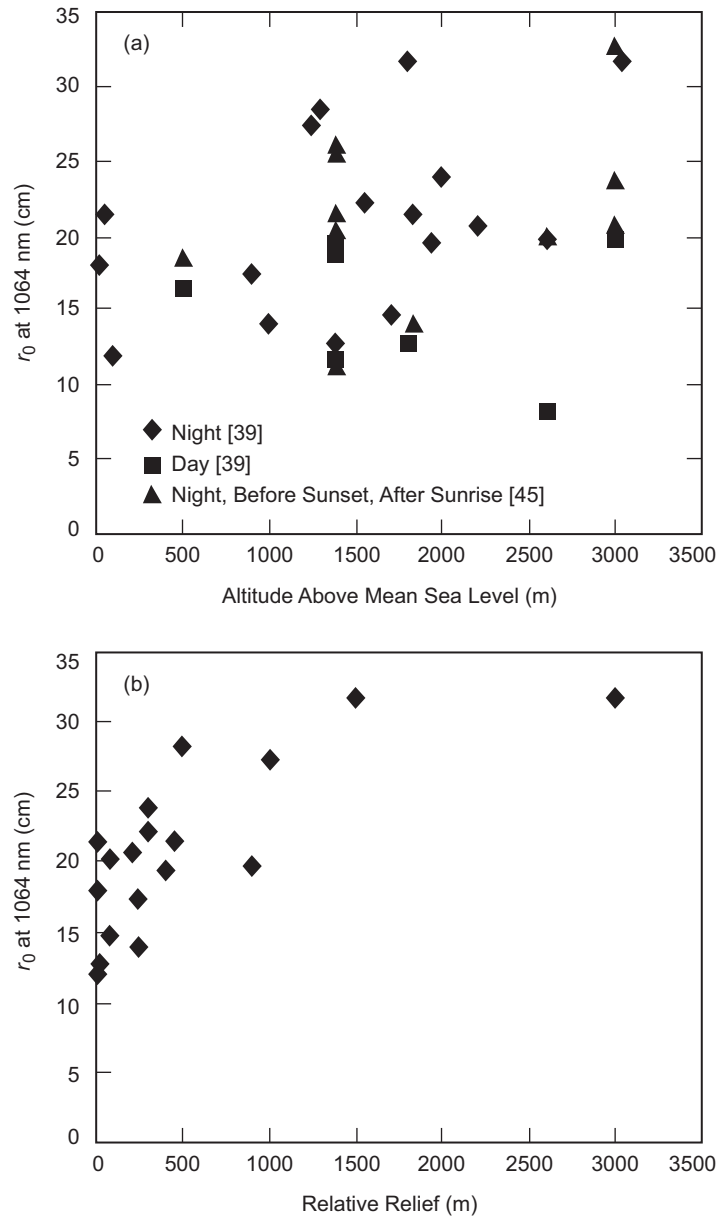 35
(a)
30
25
20
r0 at 1064 nm (cm)
15
10
Night [39]
5
Day [39]
Night, Before Sunset, After Sunrise [45]
0
0 500 1000 1500 2000 2500 3000 3500
Altitude Above Mean Sea Level (m)
35
(b)
30
25
20
r0 at 1064 nm (cm)
15
10
5
0
0 500 1000 1500 2000 2500 3000 3500
Relative Relief (m)